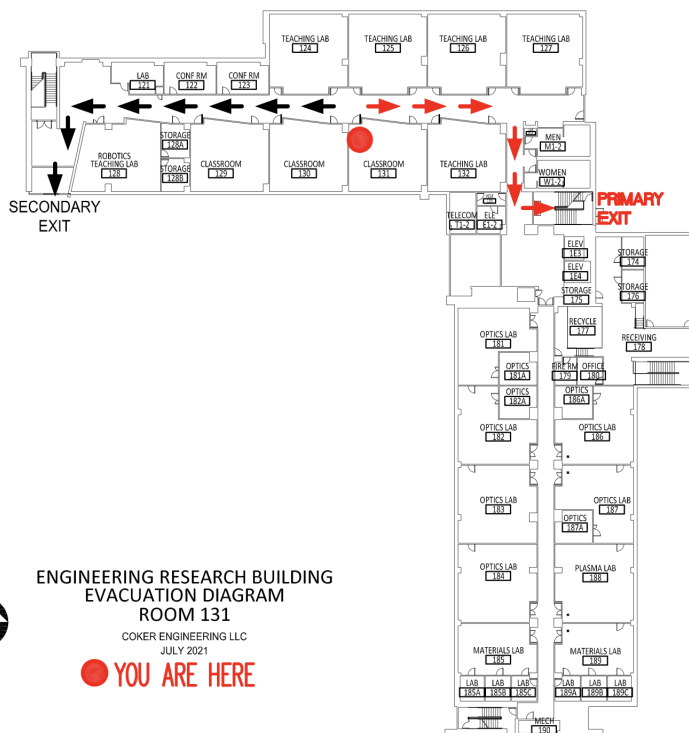 TEACHING LAB
124
TEACHING LAB
125
TEACHING LAB
126
TEACHING LAB
127
LAB
121
CONF RM
122
CONF RM
123
MEN
M1-2
WOMEN
W1-2
STORAGE
128A
STORAGE
128B
ROBOTICS
TEACHING LAB
128
CLASSROOM
129
CLASSROOM
130
CLASSROOM
131
TEACHING LAB
132
SECONDARY
EXIT
PRIMARY
EXIT
TELECOM
T1-2
ELE
E1-2
ELEV
1E3
ELEV
1E4
STORAGE
175
STORAGE
174
STORAGE
176
RECYCLE
177
RECEIVING
178
OPTICS LAB
181
OPTICS
181A
OPTICS
182A
FIRE RM
179
OFFICE
180
OPTICS
186A
OPTICS LAB
182
OPTICS LAB
186
OPTICS LAB
183
OPTICS LAB
187
OPTICS
187A
OPTICS LAB
184
PLASMA LAB
188
MATERIALS LAB
185
MATERIALS LAB
189
LAB
185A
LAB
185B
LAB
185C
LAB
189A
LAB
189B
LAB
189C
MECH
190
ENGINEERING RESEARCH BUILDING
EVACUATION DIAGRAM
ROOM 131
COKER ENGINEERING LLC
JULY 2021
YOU ARE HERE